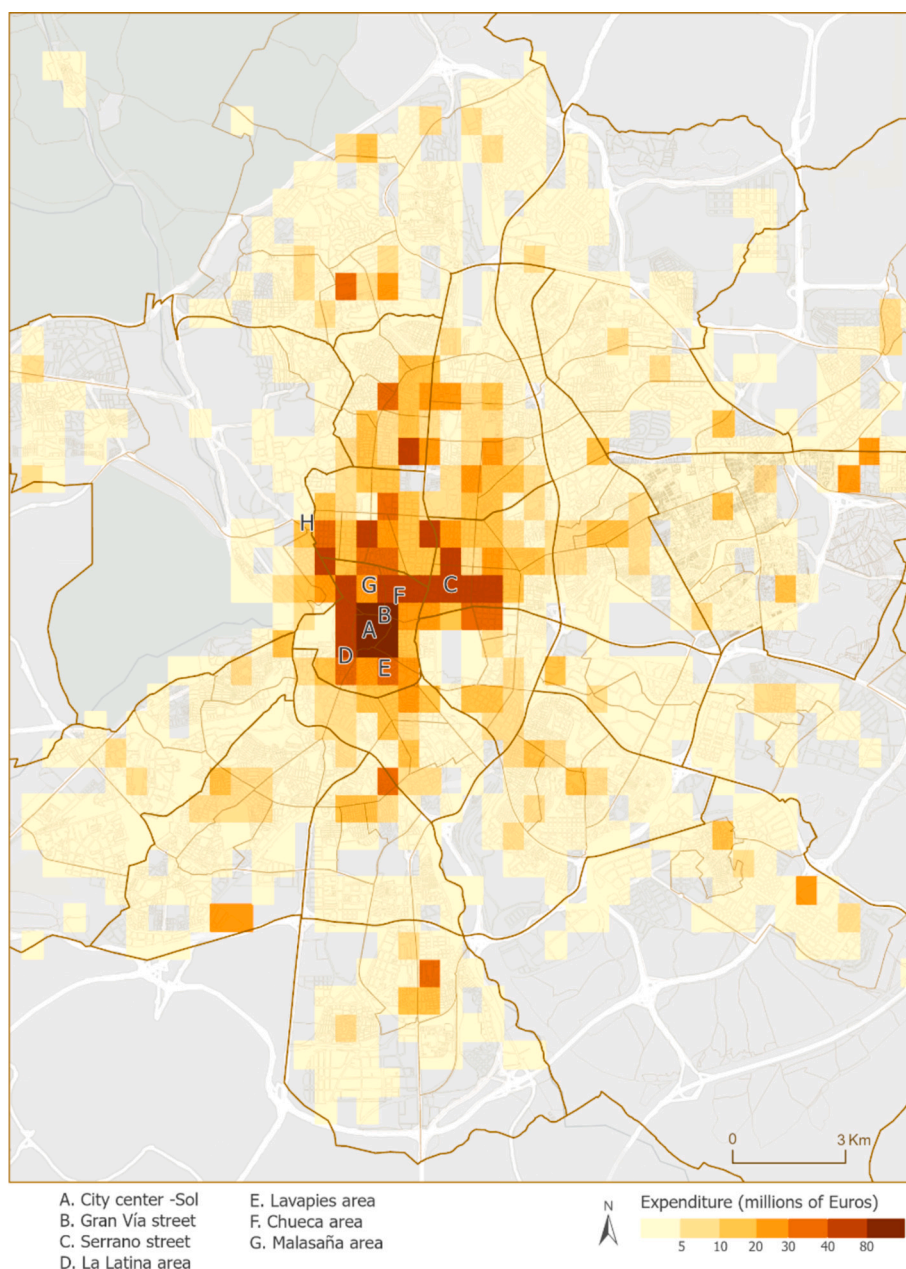 H
C
G
F
B
A
D
E
0 3 Km
A. City center -Sol
B. Gran Vía street
C. Serrano street
D. La Latina area
E. Lavapies area
F. Chueca area
G. Malasaña area
N
Expenditure (millions of Euros)
5 10 20 30 40 80